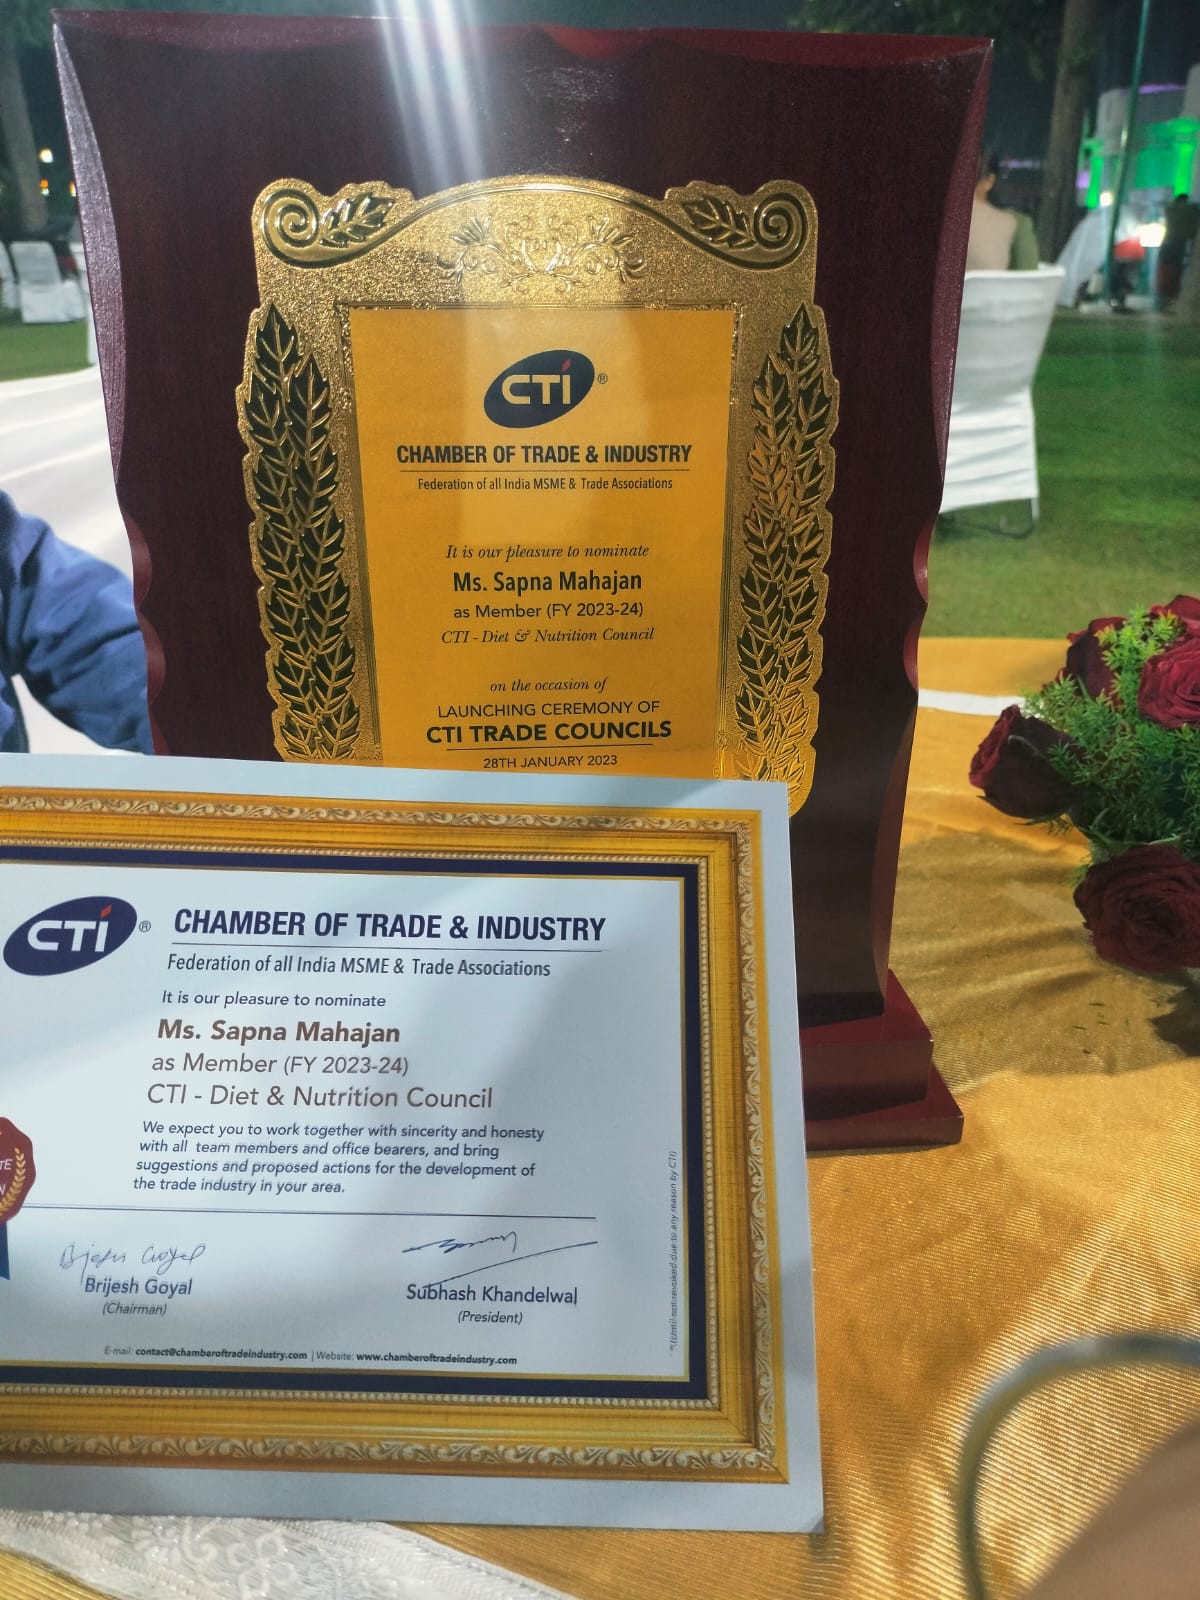 CTI®
CHAMBER OF TRADE & INDUSTRY
Federation of all India MSME & Trade Associations
It is our pleasure to nominate
Ms. Sapna Mahajan
as Member (FY 2023-24)
CTI - Diet & Nutrition Council
on the occasion of
LAUNCHING CEREMONY OF
CTI TRADE COUNCILS
28TH JANUARY 2023
CTI®
CHAMBER OF TRADE & INDUSTRY
Federation of all India MSME & Trade Associations
It is our pleasure to nominate
Ms. Sapna Mahajan
as Member (FY 2023-24)
CTI - Diet & Nutrition Council
We expect you to work together with sincerity and honesty
with all team members and office bearers, and bring
suggestions and proposed actions for the development of
the trade industry in your area.
Brijesh Goyal
Brijesh Goyal
(Chairman)
Subhash Khandelwal
(President)
E-mail: contact@chamberoftradeindustry.com | Website: www.chamberoftradeindustry.com
*(Until not revoked due to any reason by CTI)